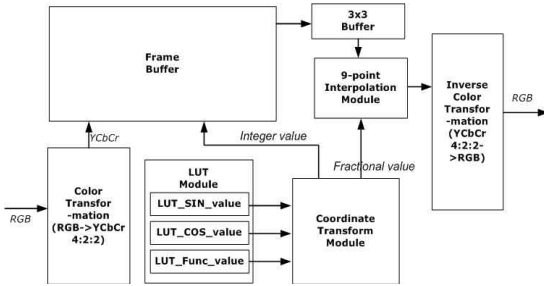 Frame
Buffer
3x3
Buffer
9-point
Interpolation
Module
Inverse
Color
Transfor
-mation
(YCbCr
4:2:2-
>RGB)
RGB
YCbCr
Integer value
Fractional value
RGB
Color
Transfor
-mation
(RGB->YCbCr
4:2:2)
LUT
Module
LUT_SIN_value
LUT_COS_value
LUT_Func_value
Coordinate
Transform
Module